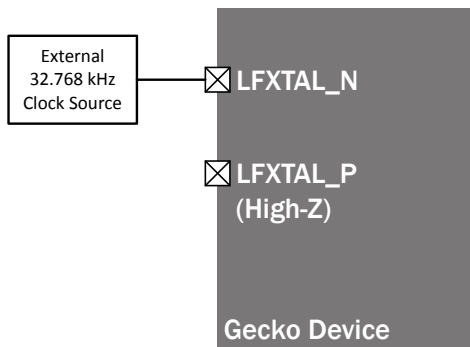 External
32.768 kHz
Clock Source
LFXTAL_N
LFXTAL_P
(High-Z)
Gecko Device